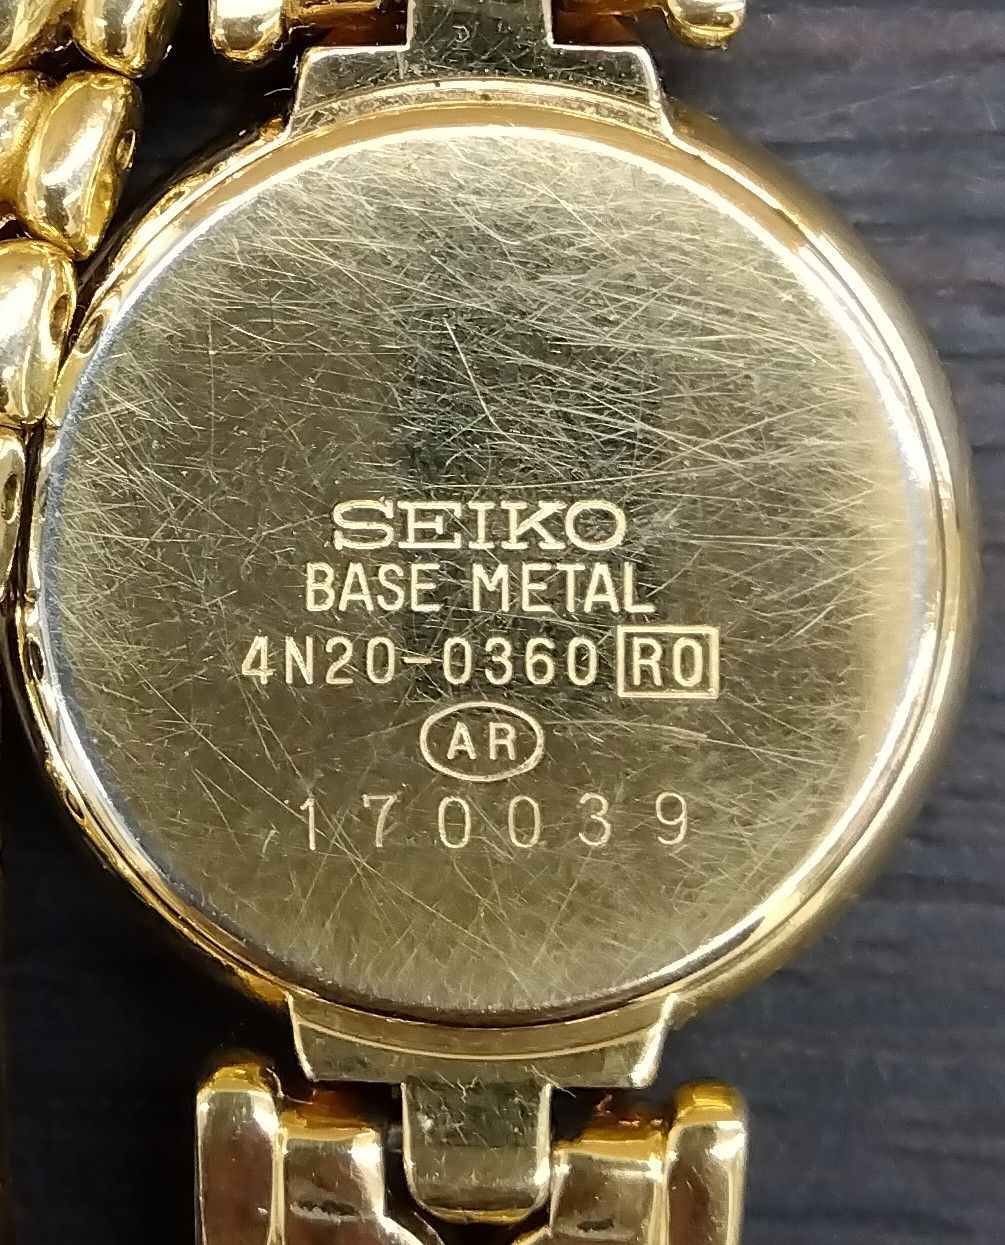 SEIKO
BASE METAL
4N20-0360 RO
AR
170039